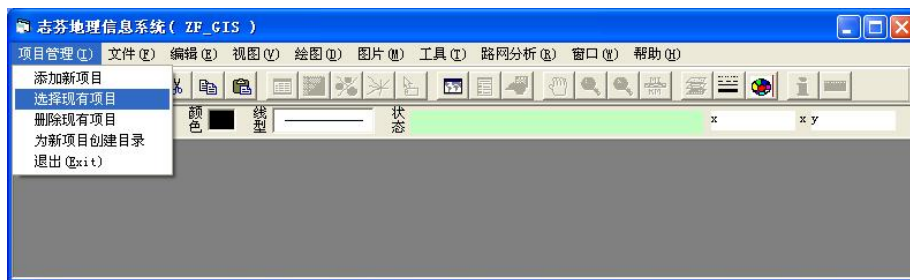 志芬地理信息系统( ZF_GIS )
项目管理(I) 文件(F) 编辑(E) 视图(V) 绘图(D) 图片(M) 工具(T) 路网分析(R) 窗口(W) 帮助(H)
添加新项目
选择现有项目
删除现有项目
为新项目创建目录
退出(Exit)
颜色 线型 状态 x x y